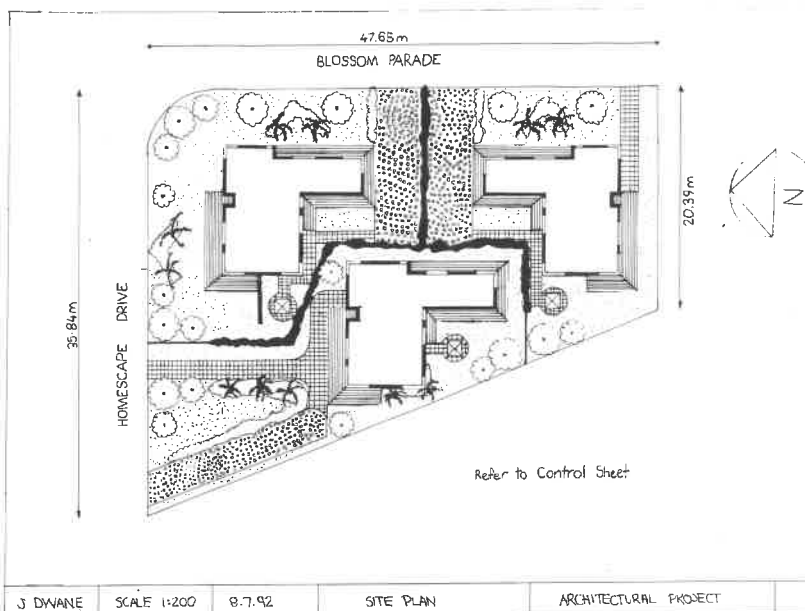 47.65m
BLOSSOM PARADE
35.84m
HOMESCAPE DRIVE
20.39m
N
Refer to Control Sheet
J DWANE
SCALE 1:200
8.7.92
SITE PLAN
ARCHITECTURAL PROJECT